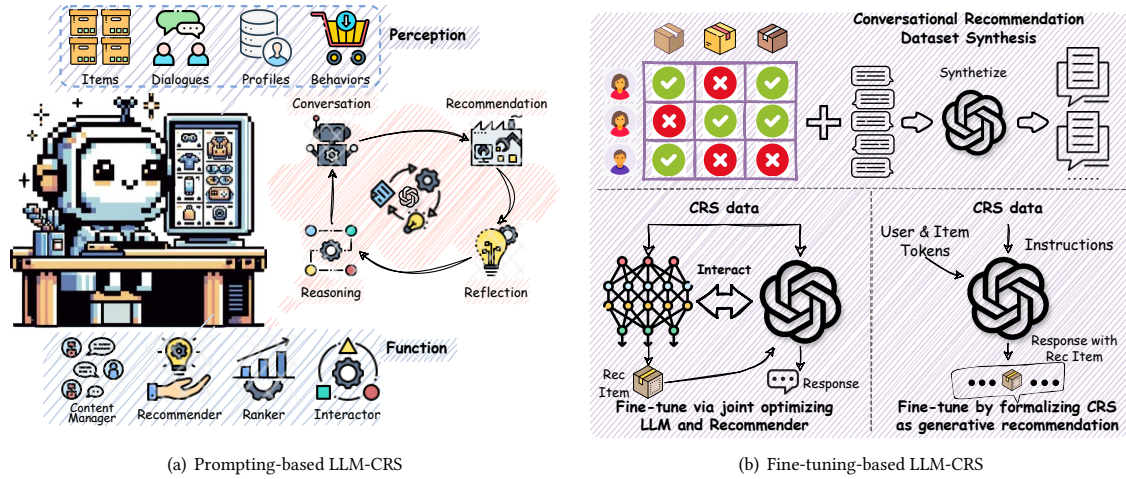 Perception
Items
Dialogues
Profiles
Behaviors
Conversation
Recommendation
Reasoning
Reflection
Function
Content
Manager
Recommender
Ranker
Interactor
(a) Prompting-based LLM-CRS
Conversational Recommendation
Dataset Synthesis
Synthetize
CRS data
Interact
Rec
Item
Response
Fine-tune via joint optimizing
LLM and Recommender
CRS data
User & Item
Tokens
Instructions
Response with
Rec Item
Fine-tune by formalizing CRS
as generative recommendation
(b) Fine-tuning-based LLM-CRS